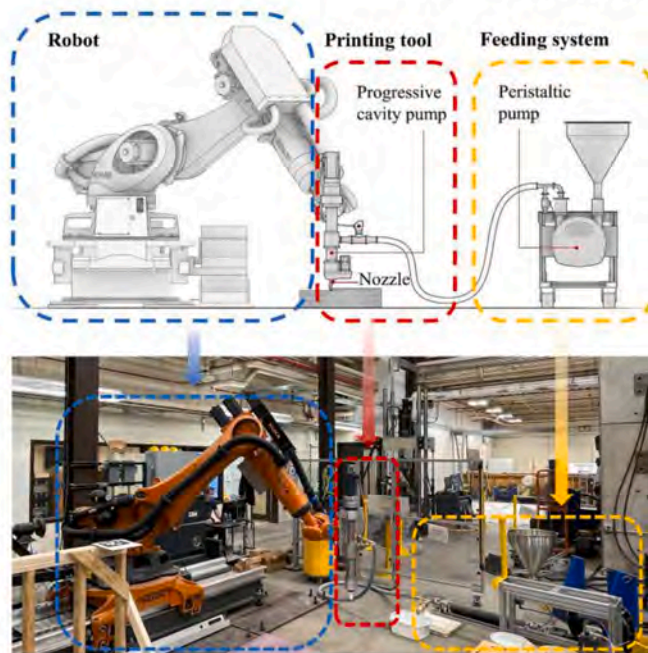 Robot
Printing tool
Feeding system
Progressive
cavity pump
Peristaltic
pump
Nozzle